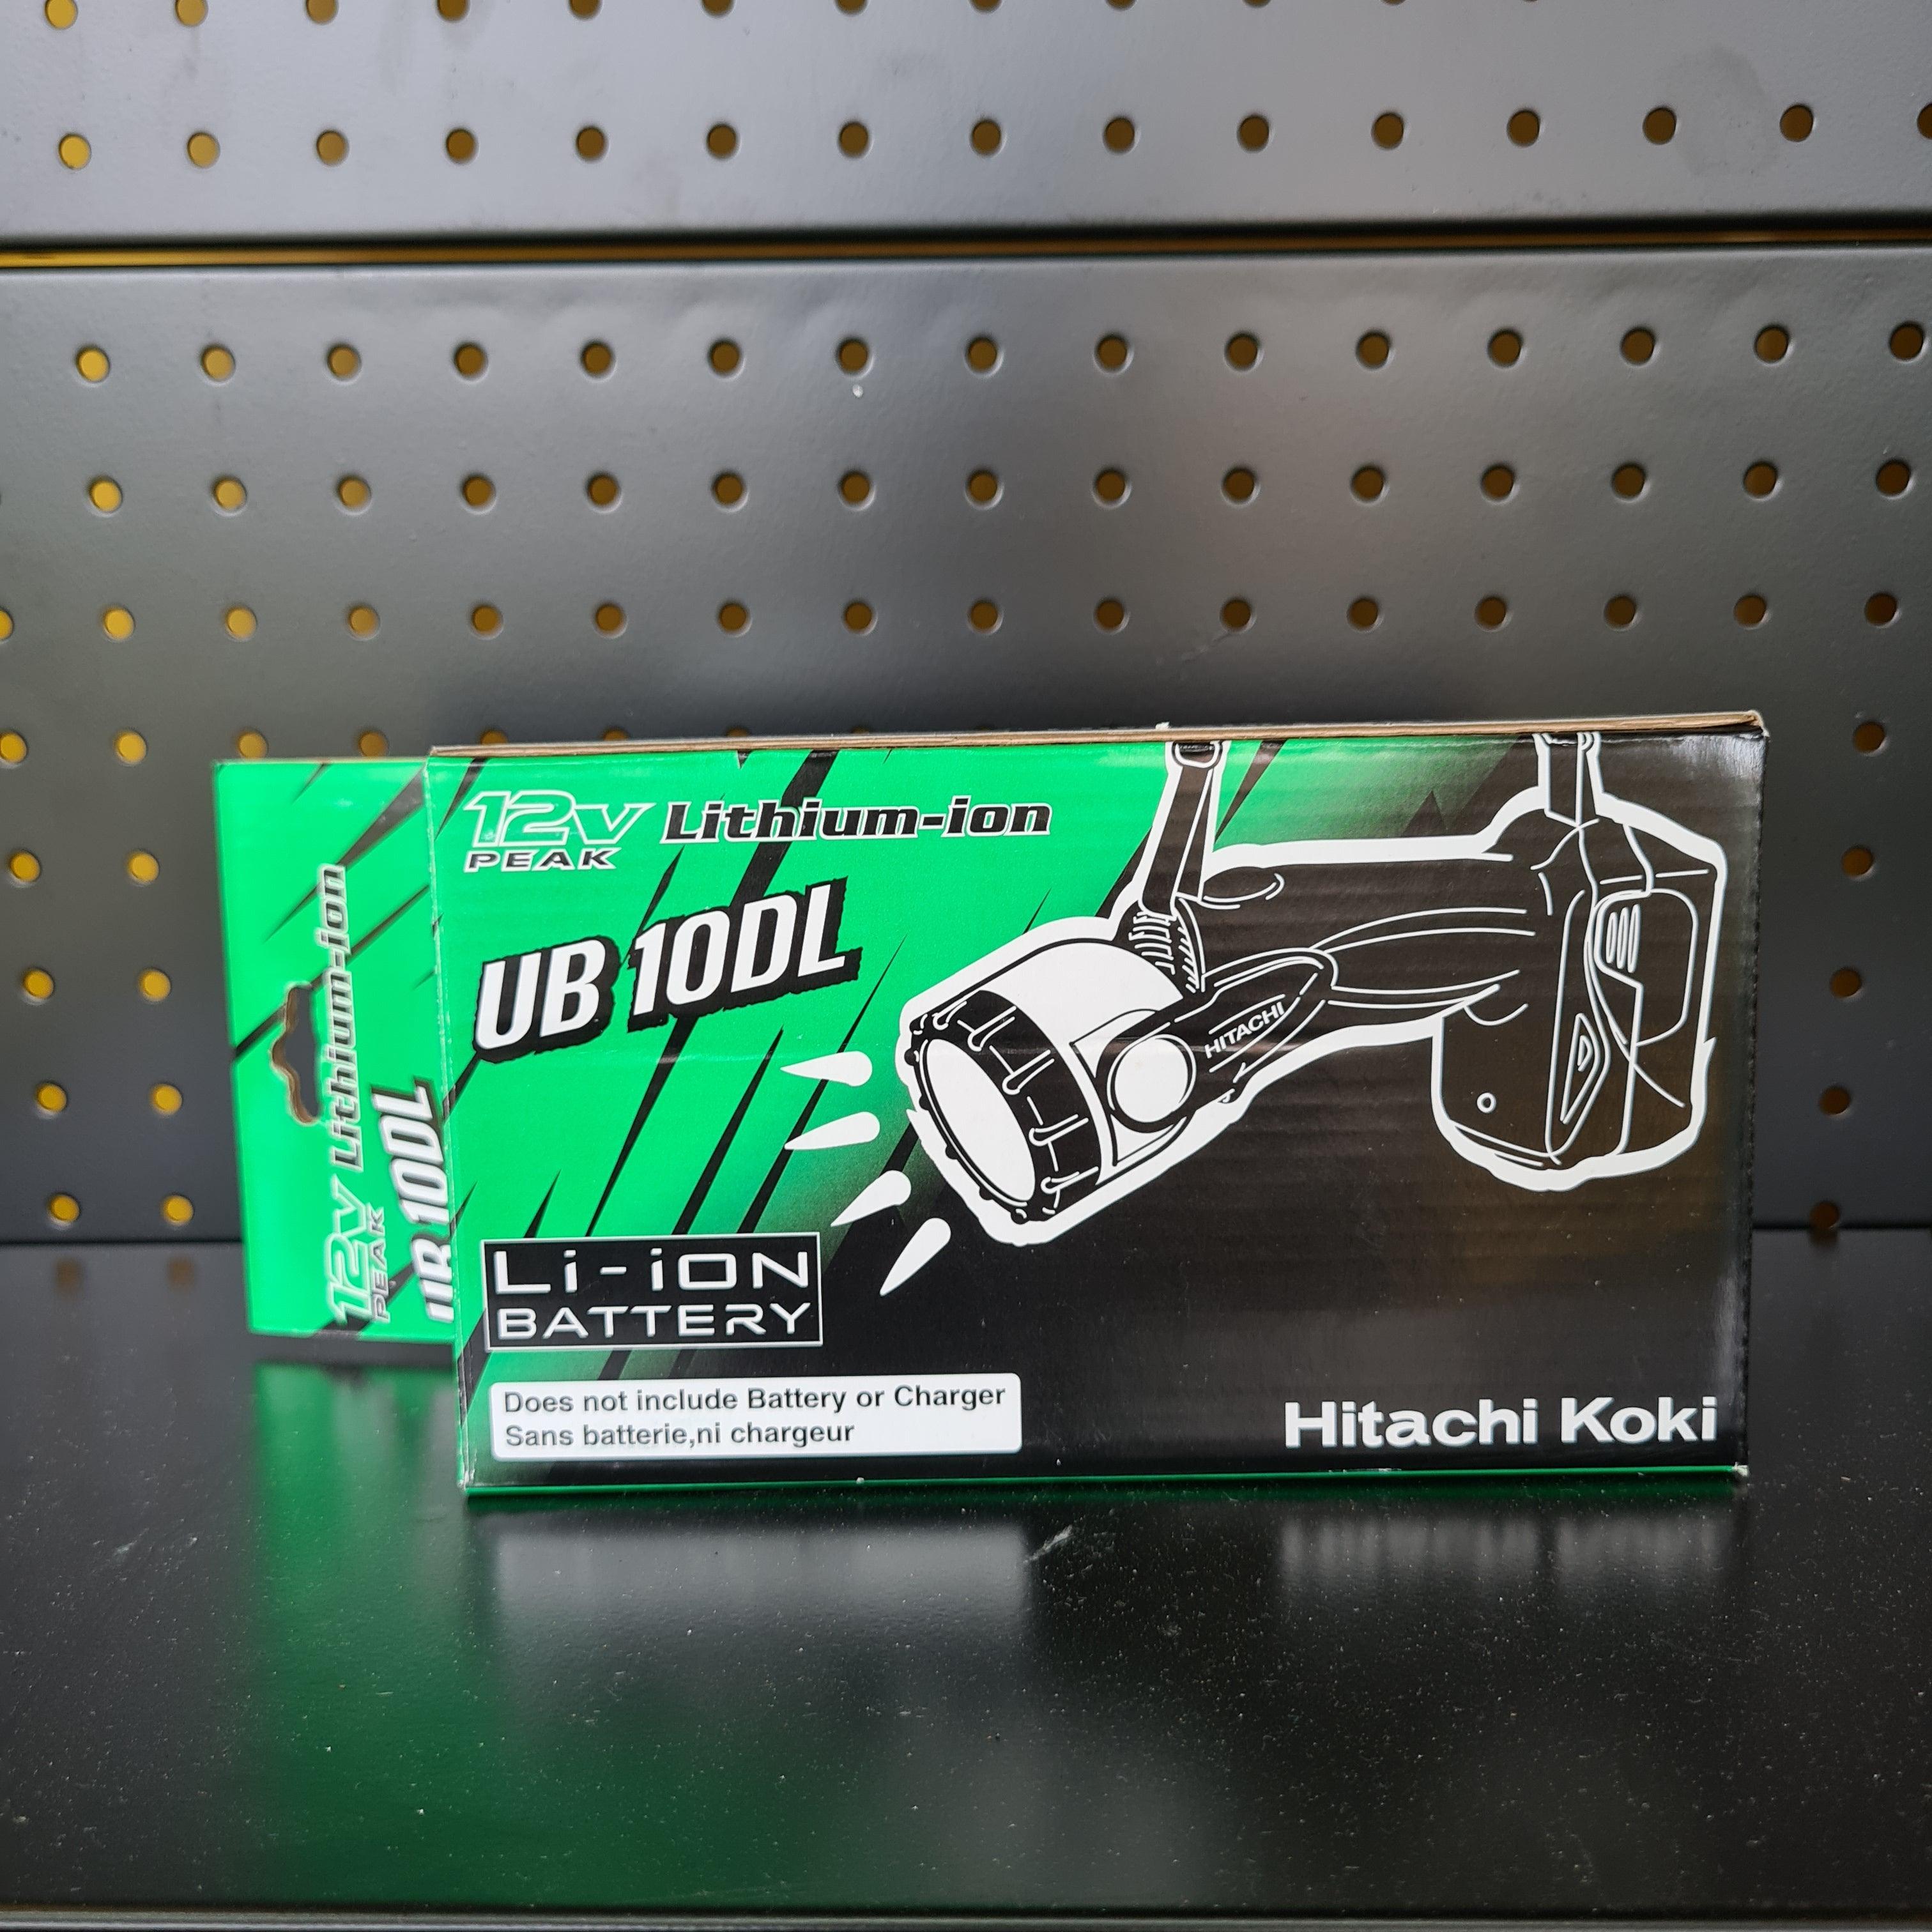 12v Lithium-ion
PEAK
UB 10DL
HITACHI
Li-iON
BATTERY
Does not include Battery or Charger
Sans batterie,ni chargeur
Hitachi Koki
12v Lithium-ion
PEAK
UB 10DL